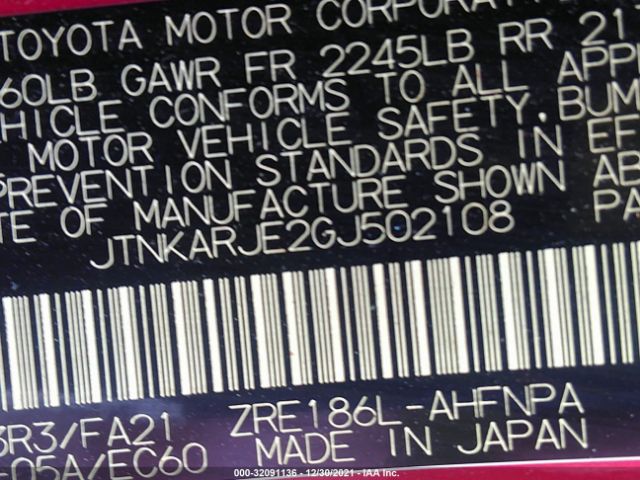 TOYOTA MOTOR CORPORAT
60LB GAWR FR 2245LB RR 21
EHICLE CONFORMS TO ALL APPL
MOTOR VEHICLE SAFETY, BUM
PREVENTION STANDARDS IN EF
TE OF MANUFACTURE SHOWN AB
JTNKARJE2GJ502108 PA
3R3/FA21 ZRE186L-AHFNPA
-05A/EC60 MADE IN JAPAN
000-32091136 - 12/30/2021 - IAA Inc.